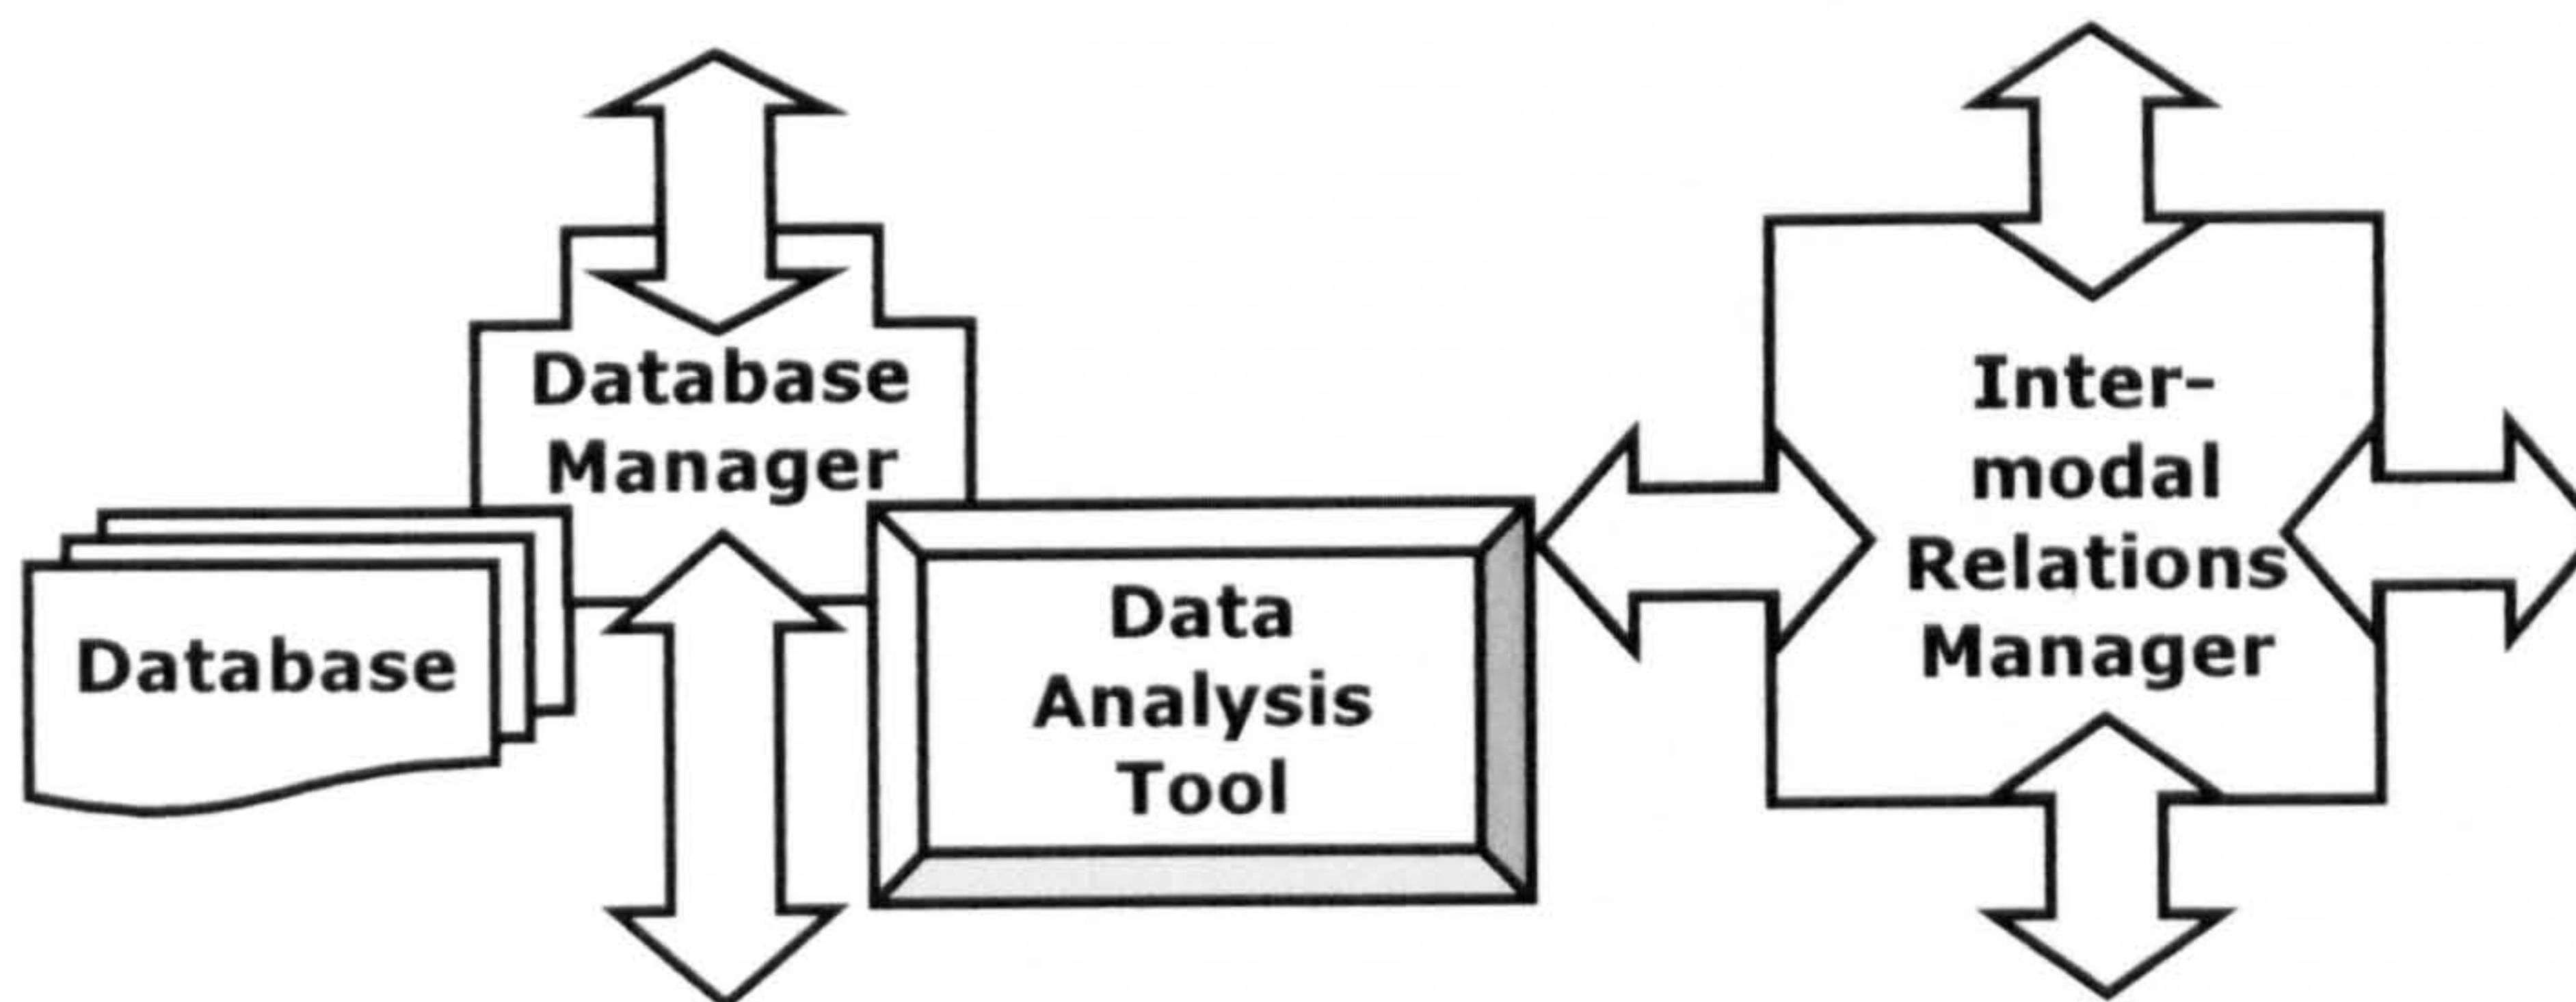 Database
Manager
Database
Data
Analysis
Tool
Inter-
modal
Relations
Manager